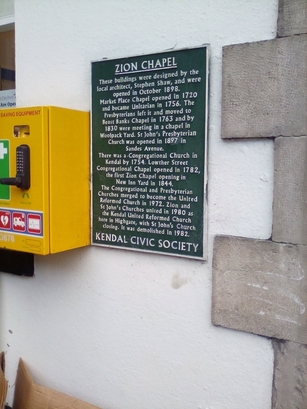 ZION CHAPEL
These buildings were designed by the
local architect, Stephen Shaw, and were
opened in October 1898.
Market Place Chapel opened in 1720
and became Unitarian in 1756. The
Presbyterians left it and moved to
Beast Banks Chapel in 1763 and by
1830 were meeting in a chapel in
Woolpack Yard. St John's Presbyterian
Church was opened in 1897 in
Sandes Avenue.
There was a Congregational Church in
Kendal by 1754. Lowther Street
Congregational Chapel opened in 1782,
the first Zion Chapel opening in
New Inn Yard in 1844.
The Congregational and Presbyterian
Churches merged to become the United
Reformed Church in 1972. Zion and
St John's Churches united in 1980 as
the Kendal United Reformed Church
here in Highgate, with St John's Church
closing. It was demolished in 1982.
KENDAL CIVIC SOCIETY